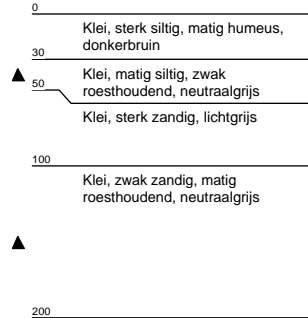 0
Klei, sterk siltig, matig humeus,
donkerbruin
30
Klei, matig siltig, zwak
roesthoudend, neutraalgrijs
50
Klei, sterk zandig, lichtgrijs
100
Klei, zwak zandig, matig
roesthoudend, neutraalgrijs
200